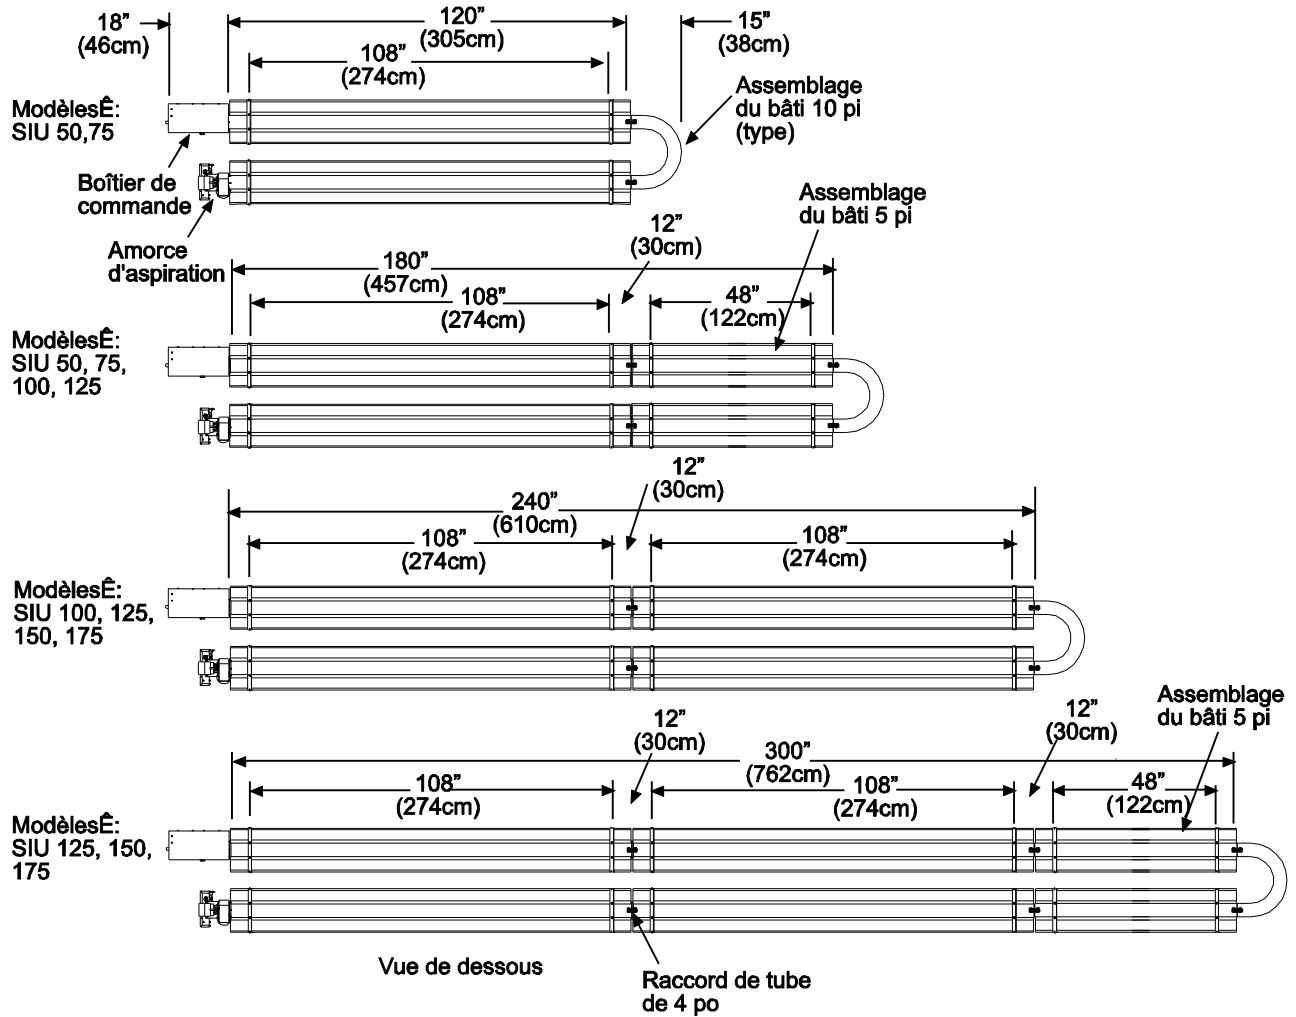 18”
(46cm)
120”
(305cm)
15”
(38cm)
108”
(274cm)
Assemblage
du bâti 10 pi
(type)
ModèlesÊ:
SIU 50,75
Boîtier de
commande
Amorce
d'aspiration
Assemblage
du bâti 5 pi
12”
(30cm)
180”
(457cm)
108”
(274cm)
48”
(122cm)
ModèlesÊ:
SIU 50, 75,
100, 125
12”
(30cm)
240”
(610cm)
108”
(274cm)
108”
(274cm)
ModèlesÊ:
SIU 100, 125,
150, 175
Assemblage
du bâti 5 pi
12”
(30cm)
12”
(30cm)
300”
(762cm)
108”
(274cm)
108”
(274cm)
48”
(122cm)
ModèlesÊ:
SIU 125, 150,
175
Vue de dessous
Raccord de tube
de 4 po